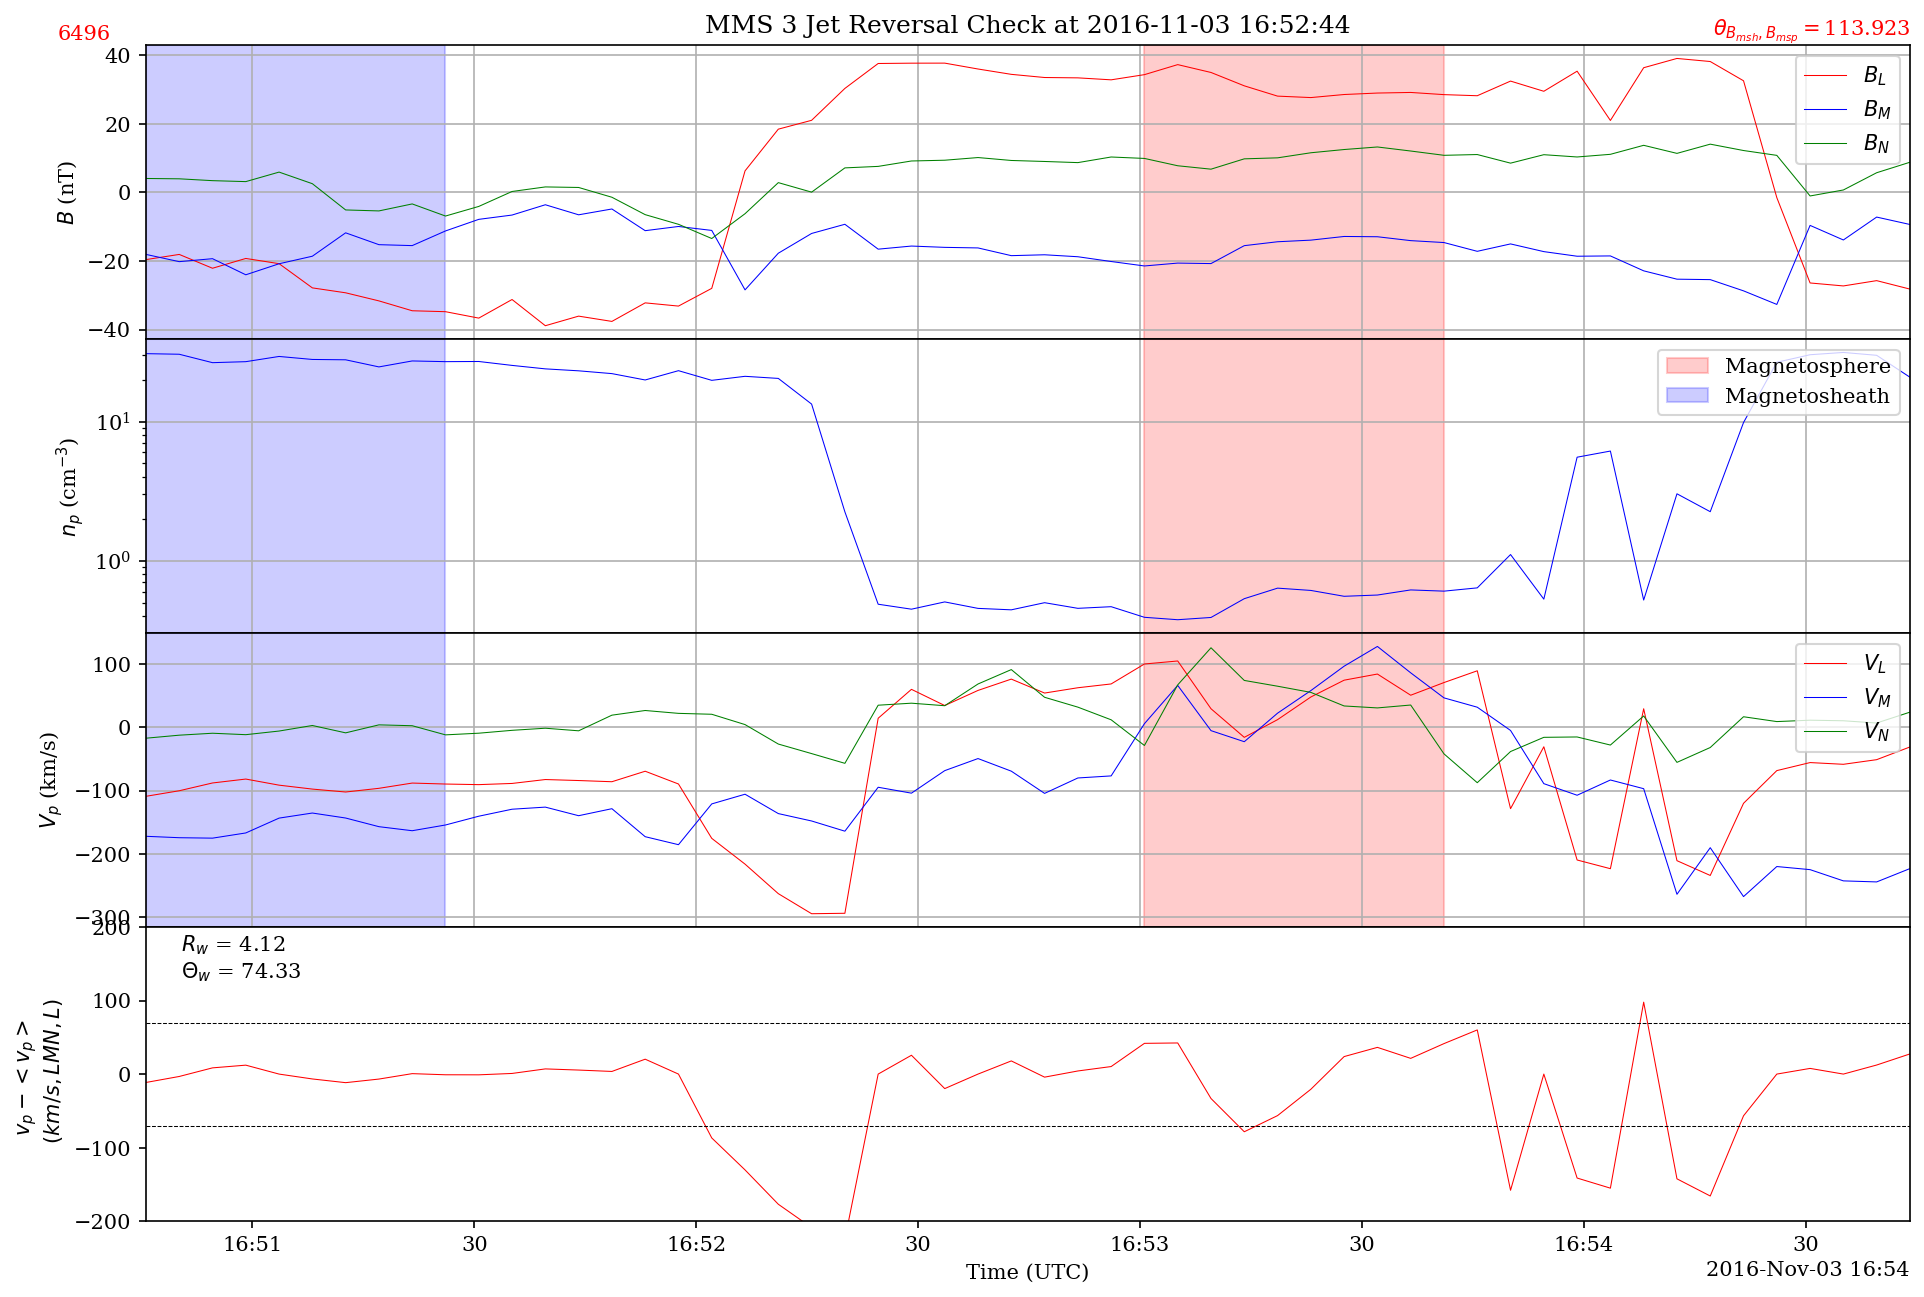 MMS 3 Jet Reversal Check at 2016-11-03 16:52:44
6496
θ_{B_{msh}, B_{msp}} = 113.923
40
20
0
−20
−40
B (nT)
B_L
B_M
B_N
10^1
10^0
n_p (cm^{−3})
Magnetosphere
Magnetosheath
100
0
−100
−200
−300
V_p (km/s)
V_L
V_M
V_N
200
100
0
−100
−200
v_p − < v_p >
(km/s, LMN, L)
R_w = 4.12
Θ_w = 74.33
16:51 30 16:52 30 16:53 30 16:54 30
Time (UTC)
2016-Nov-03 16:54